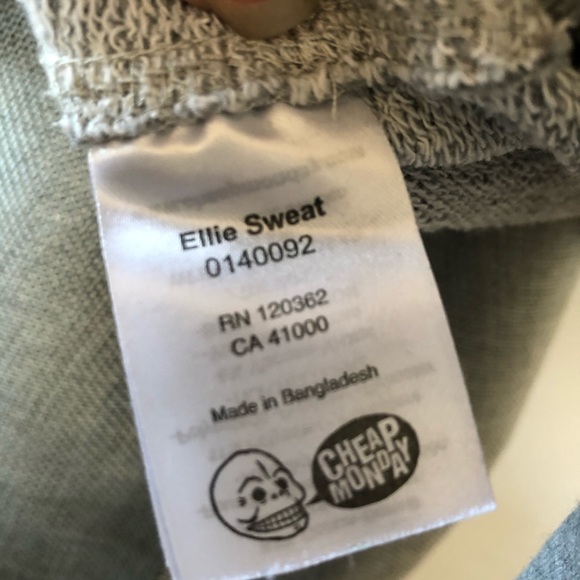 Ellie Sweat
0140092
RN 120362
CA 41000
Made in Bangladesh
CHEAP
MONDAY